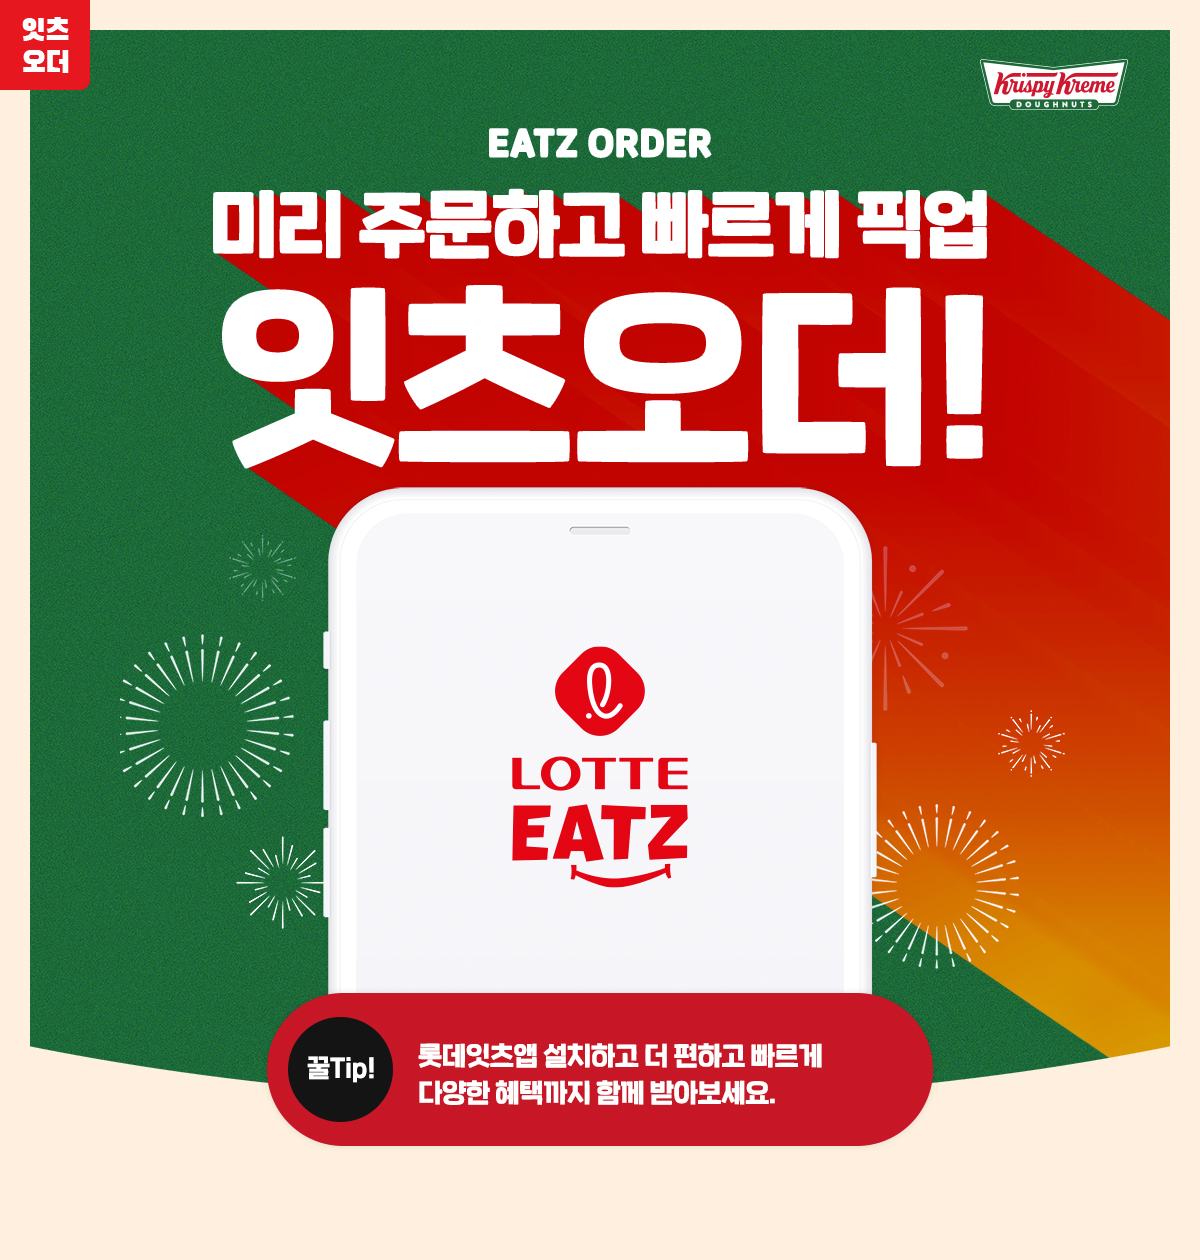 잇츠
오더
Krispy Kreme
DOUGHNUTS
EATZ ORDER
미리 주문하고 빠르게 픽업
잇츠오더!
LOTTE
EATZ
꿀Tip!
롯데잇츠앱 설치하고 더 편하고 빠르게
다양한 혜택까지 함께 받아보세요.